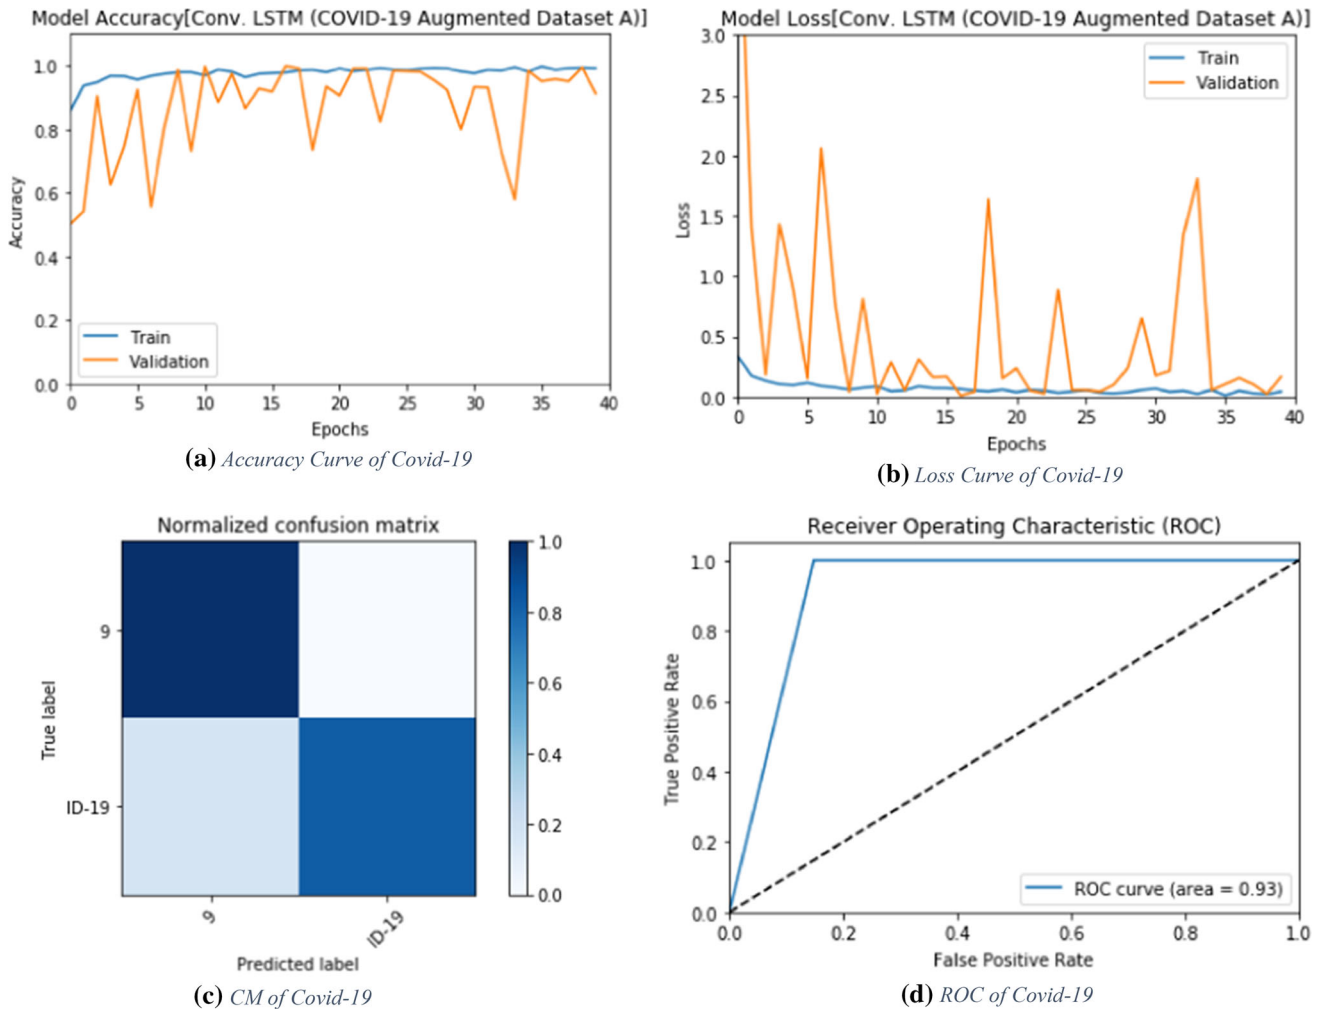 Model Accuracy[Conv. LSTM (COVID-19 Augmented Dataset A)]
1.0
0.8
0.6
0.4
0.2
0.0
Accuracy
Train
Validation
0 5 10 15 20 25 30 35 40
Epochs
(a) Accuracy Curve of Covid-19
Model Loss[Conv. LSTM (COVID-19 Augmented Dataset A)]
3.0
2.5
2.0
1.5
1.0
0.5
0.0
Loss
Train
Validation
0 5 10 15 20 25 30 35 40
Epochs
(b) Loss Curve of Covid-19
Normalized confusion matrix
True label
9
ID-19
9
ID-19
Predicted label
1.0
0.8
0.6
0.4
0.2
0.0
(c) CM of Covid-19
Receiver Operating Characteristic (ROC)
1.0
0.8
0.6
0.4
0.2
0.0
True Positive Rate
ROC curve (area = 0.93)
0.0 0.2 0.4 0.6 0.8 1.0
False Positive Rate
(d) ROC of Covid-19